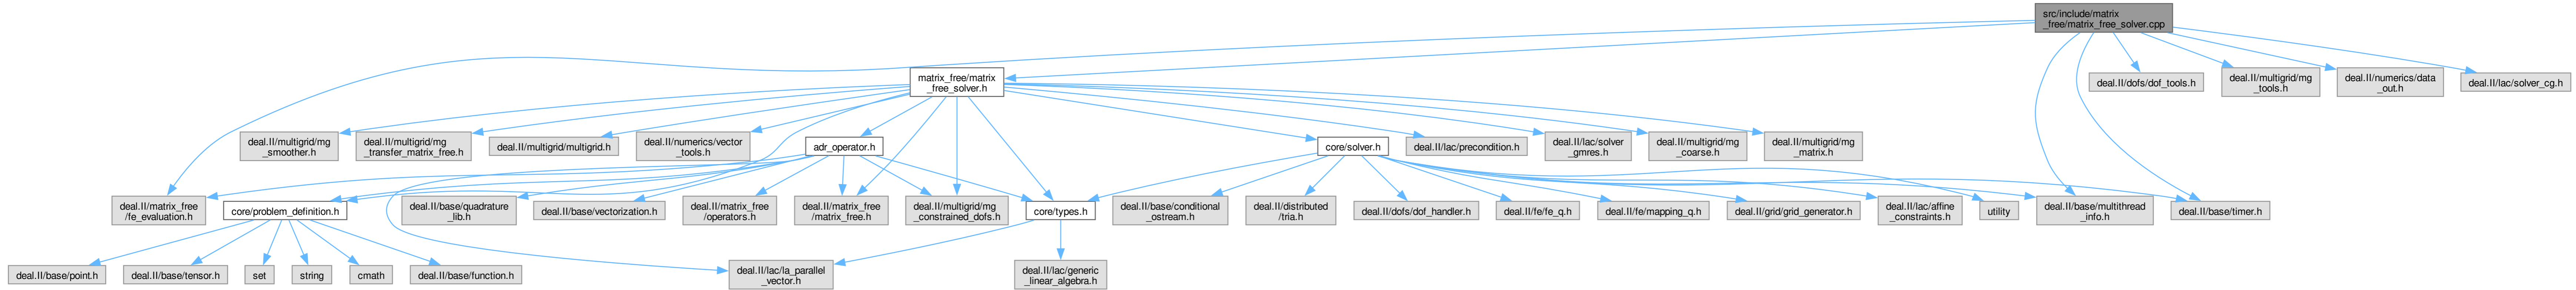 src/include/matrix
_free/matrix_free_solver.cpp
matrix_free/matrix
_free_solver.h
deal.II/dofs/dof_tools.h
deal.II/multigrid/mg
_tools.h
deal.II/numerics/data
_out.h
deal.II/lac/solver_cg.h
deal.II/multigrid/mg
_smoother.h
deal.II/multigrid/mg
_transfer_matrix_free.h
deal.II/multigrid/multigrid.h
deal.II/numerics/vector
_tools.h
adr_operator.h
core/solver.h
deal.II/lac/precondition.h
deal.II/lac/solver
_gmres.h
deal.II/multigrid/mg
_coarse.h
deal.II/multigrid/mg
_matrix.h
deal.II/matrix_free
/fe_evaluation.h
core/problem_definition.h
deal.II/base/quadrature
_lib.h
deal.II/base/vectorization.h
deal.II/matrix_free
/operators.h
deal.II/matrix_free
/matrix_free.h
deal.II/multigrid/mg
_constrained_dofs.h
core/types.h
deal.II/base/conditional
_ostream.h
deal.II/distributed
/tria.h
deal.II/dofs/dof_handler.h
deal.II/fe/fe_q.h
deal.II/fe/mapping_q.h
deal.II/grid/grid_generator.h
deal.II/lac/affine
_constraints.h
utility
deal.II/base/multithread
_info.h
deal.II/base/timer.h
deal.II/base/point.h
deal.II/base/tensor.h
set
string
cmath
deal.II/base/function.h
deal.II/lac/la_parallel
_vector.h
deal.II/lac/generic
_linear_algebra.h